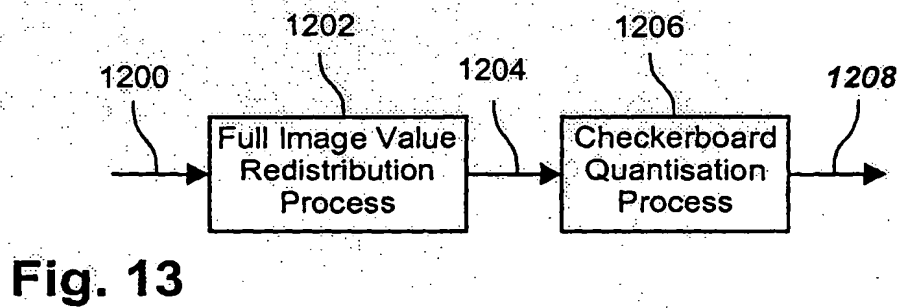 1202
1206
1200
1204
1208
Full Image Value
Redistribution
Process
Checkerboard
Quantisation
Process
Fig. 13